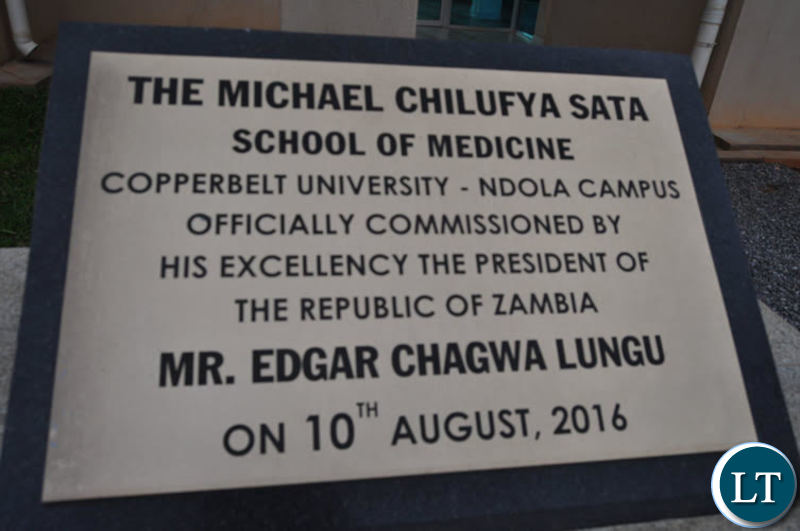 THE MICHAEL CHILUFYA SATA
SCHOOL OF MEDICINE
COPPERBELT UNIVERSITY - NDOLA CAMPUS
OFFICIALLY COMMISSIONED BY
HIS EXCELLENCY THE PRESIDENT OF
THE REPUBLIC OF ZAMBIA
MR. EDGAR CHAGWA LUNGU
ON 10TH AUGUST, 2016
LT